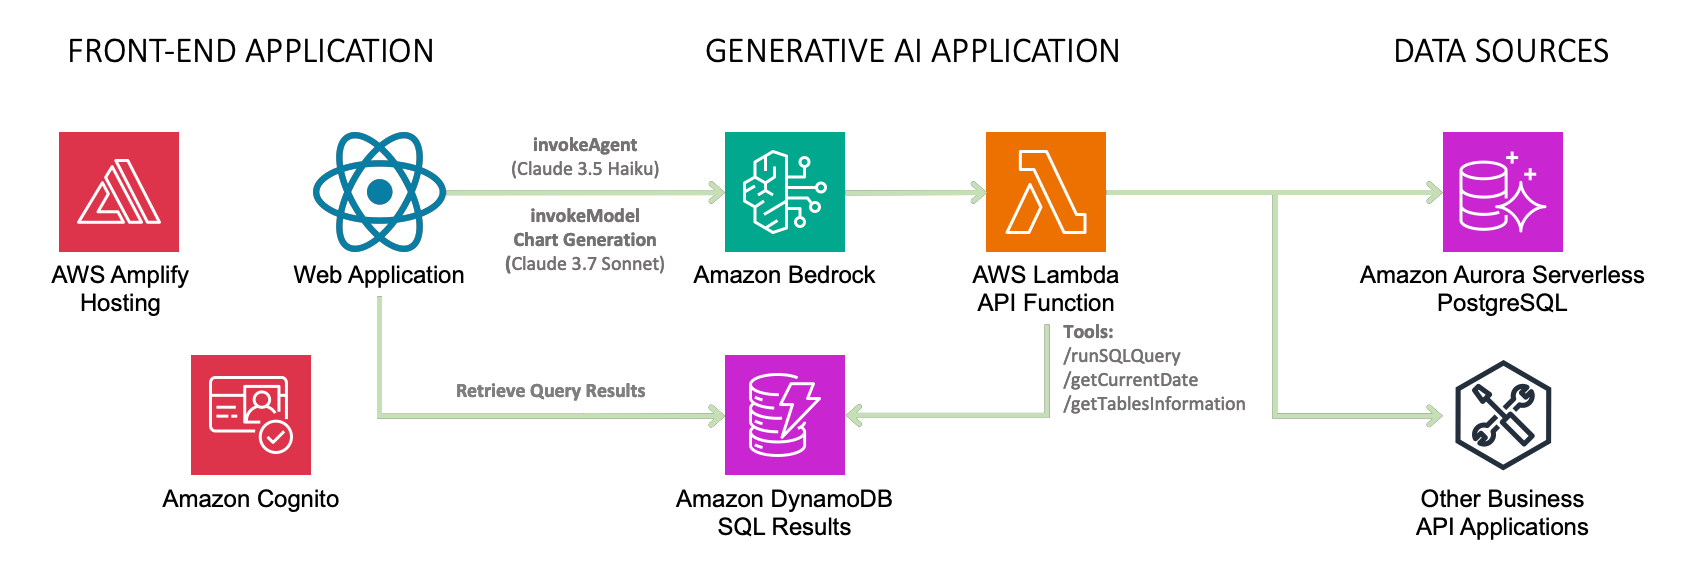 FRONT-END APPLICATION
GENERATIVE AI APPLICATION
DATA SOURCES
AWS Amplify
Hosting
Web Application
invokeAgent
(Claude 3.5 Haiku)
invokeModel
Chart Generation
(Claude 3.7 Sonnet)
Amazon Bedrock
AWS Lambda
API Function
Amazon Aurora Serverless
PostgreSQL
Tools:
/runSQLQuery
/getCurrentDate
/getTablesInformation
Amazon Cognito
Retrieve Query Results
Amazon DynamoDB
SQL Results
Other Business
API Applications